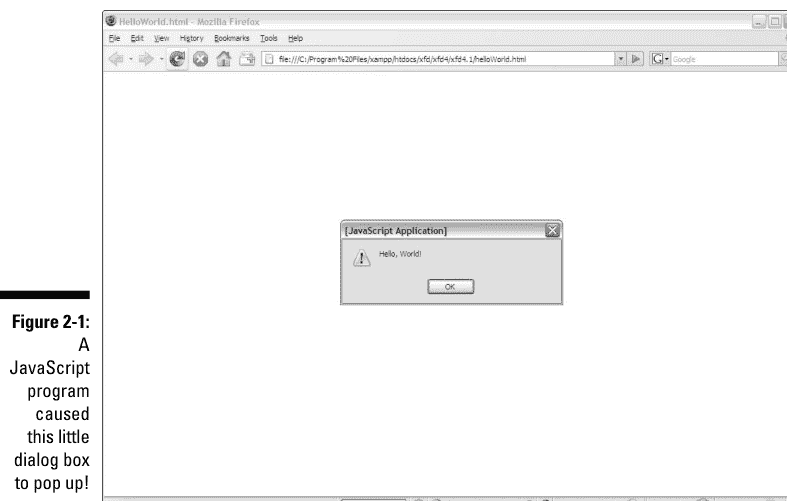 HelloWorld.html - Mozilla Firefox
File Edit View History Bookmarks Tools Help
file:///C:/Program%20Files/xampp/htdocs/xfd/xfd4/xfd4.1/helloWorld.html
G Google
[JavaScript Application]
Hello, World!
OK
Figure 2-1:
A
JavaScript
program
caused
this little
dialog box
to pop up!